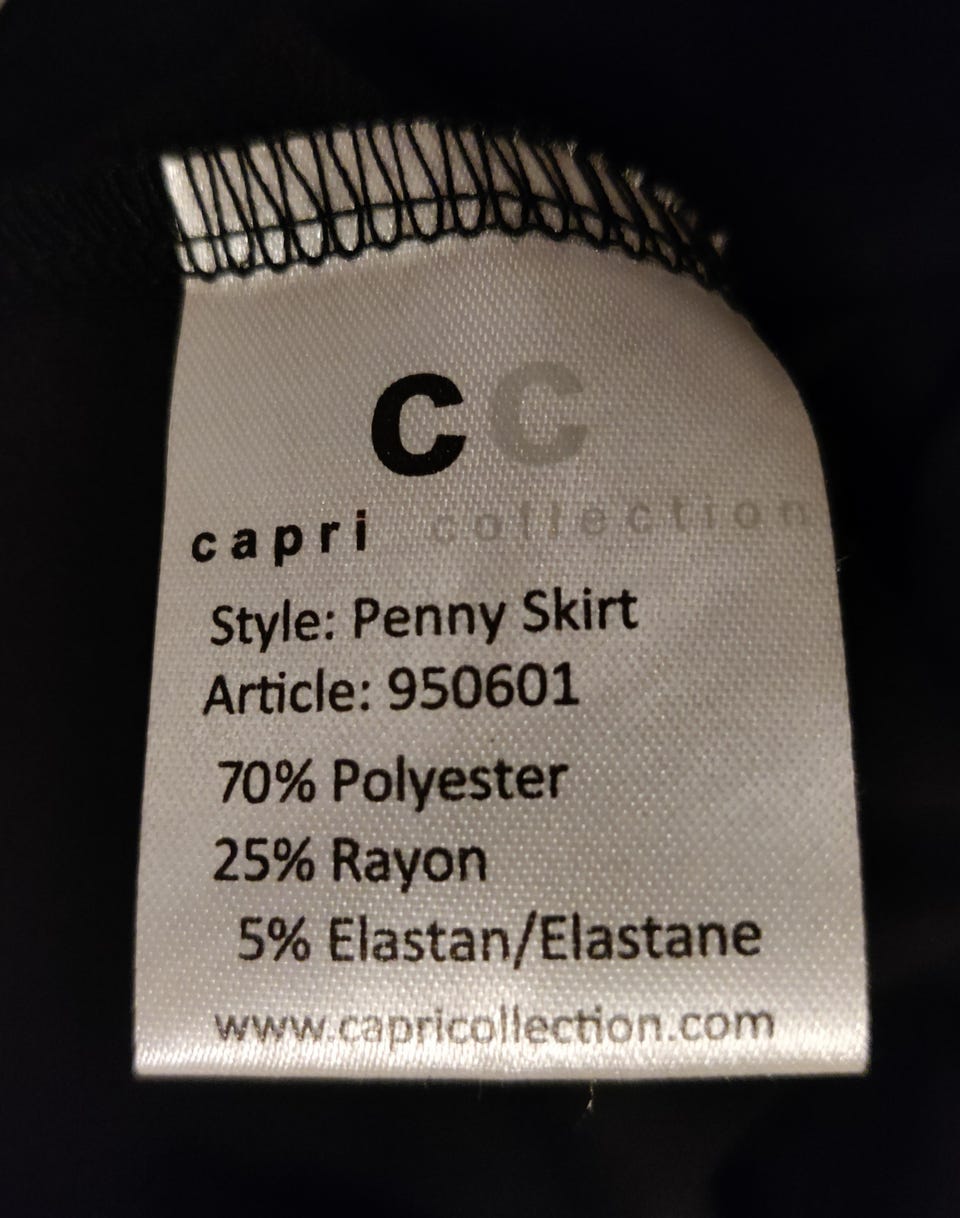 CC
capri collection
Style: Penny Skirt
Article: 950601
70% Polyester
25% Rayon
5% Elastan/Elastane
www.capricollection.com